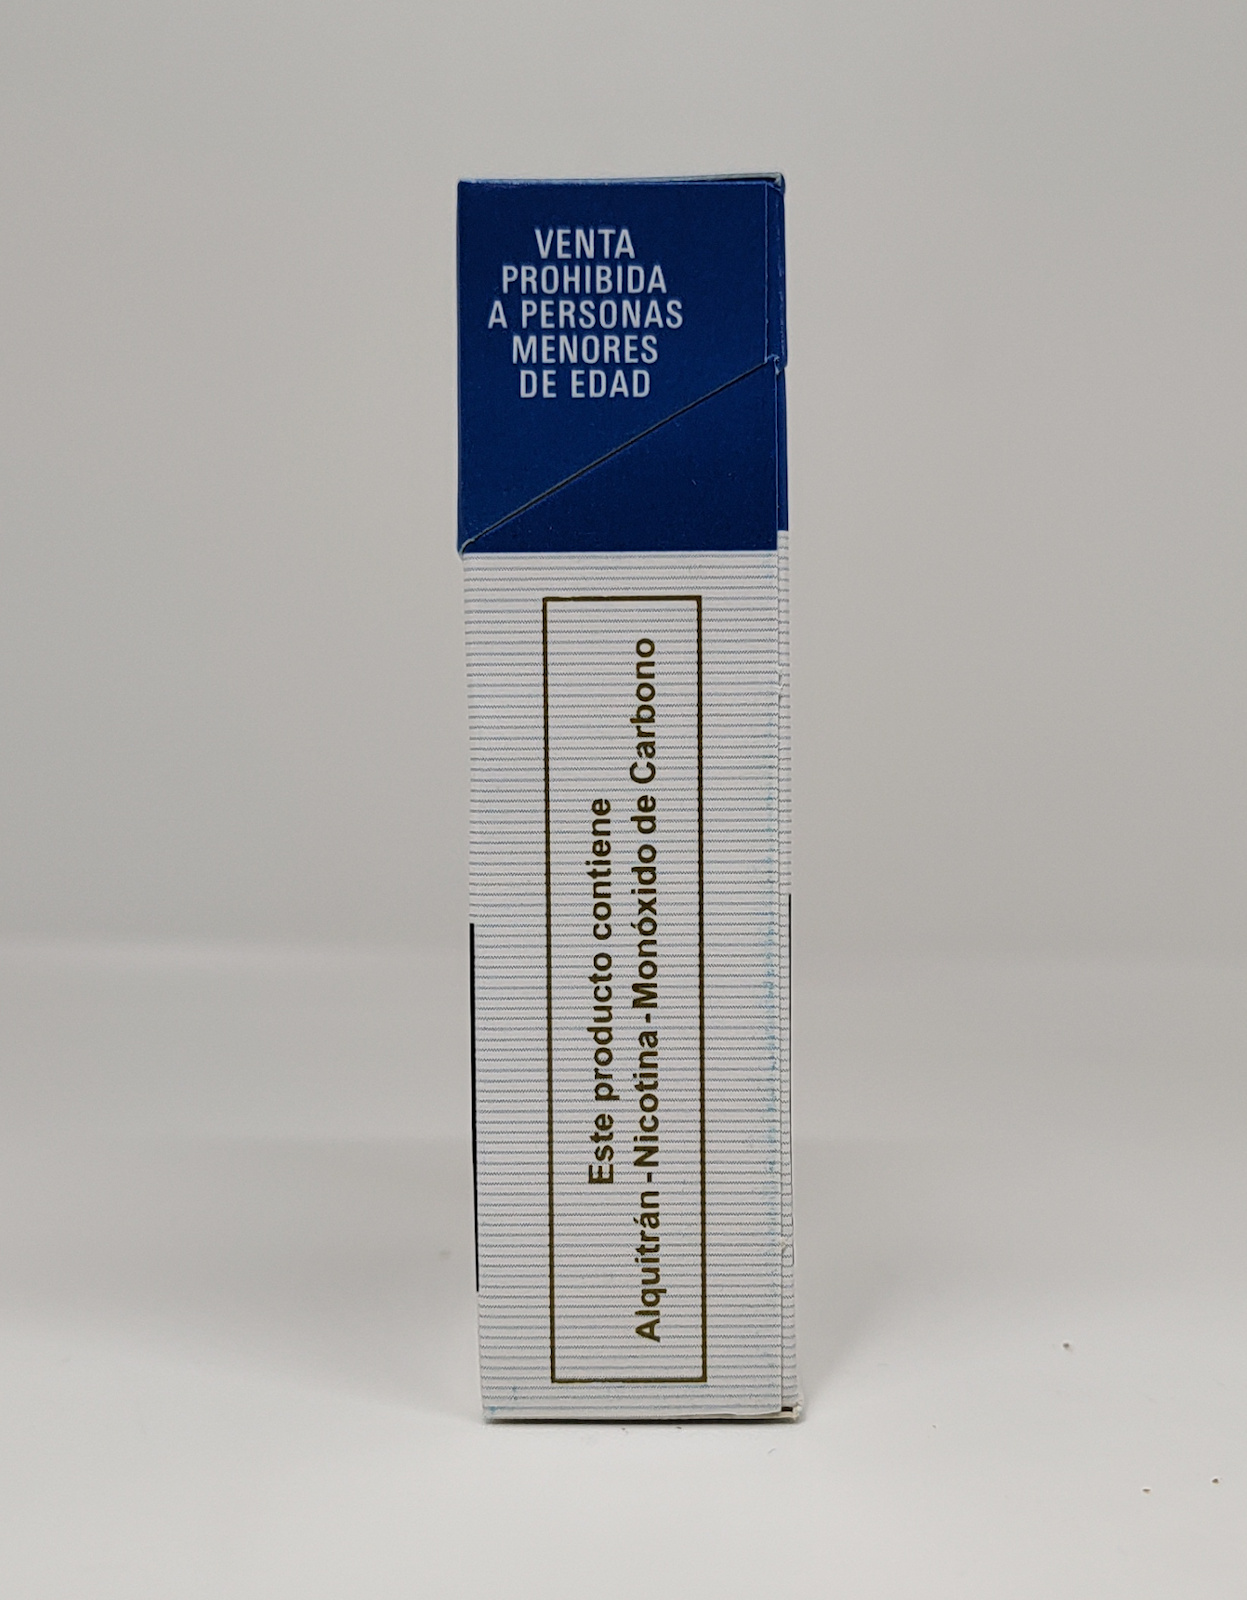 VENTA
PROHIBIDA
A PERSONAS
MENORES
DE EDAD
Este producto contiene
Alquitrán - Nicotina - Monóxido de Carbono